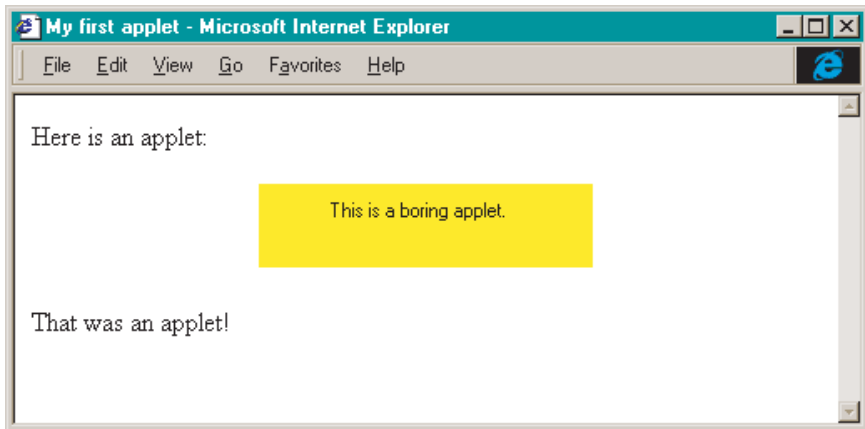 My first applet - Microsoft Internet Explorer
File Edit View Go Favorites Help
Here is an applet:
This is a boring applet.
That was an applet!